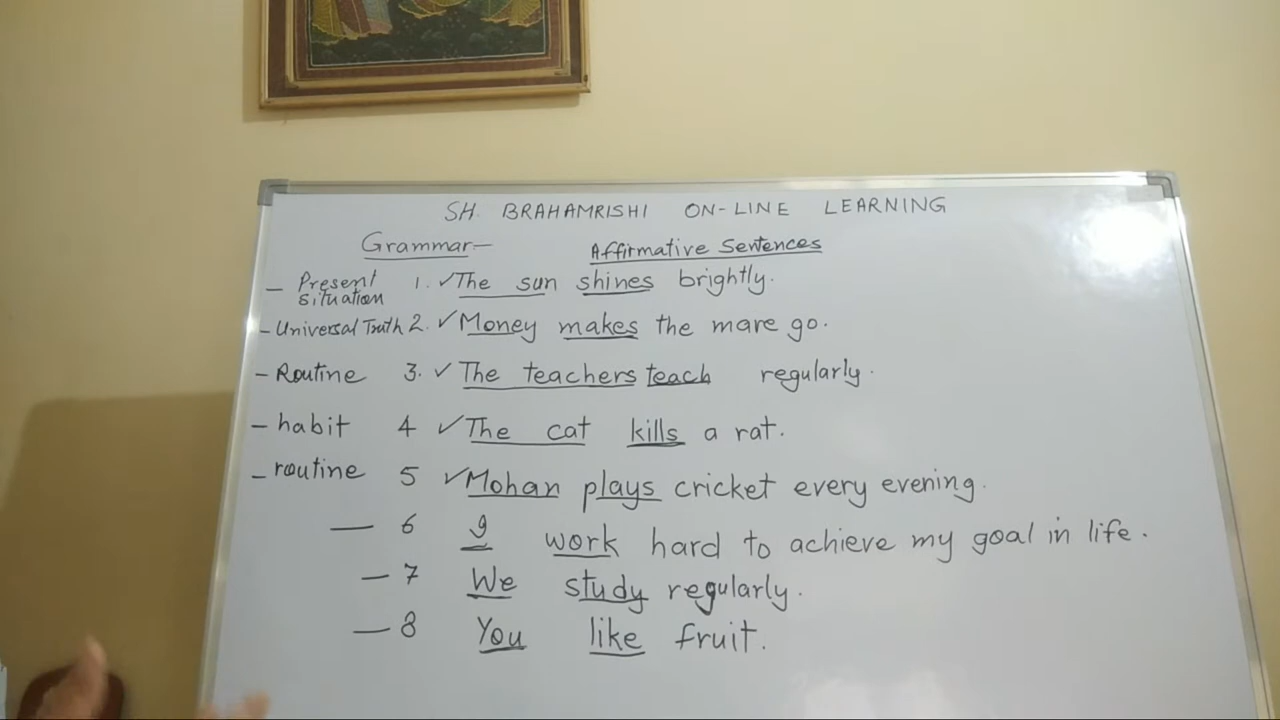 SH. BRAHAMRISHI ON-LINE LEARNING
Grammar— Affirmative Sentences
— Present situation 1. ✓The sun shines brightly.
— Universal Truth 2. ✓Money makes the mare go.
— Routine 3. ✓The teachers teach regularly.
— habit 4 ✓The cat kills a rat.
— routine 5 ✓Mohan plays cricket every evening.
— 6 I work hard to achieve my goal in life.
— 7 We study regularly.
— 8 You like fruit.